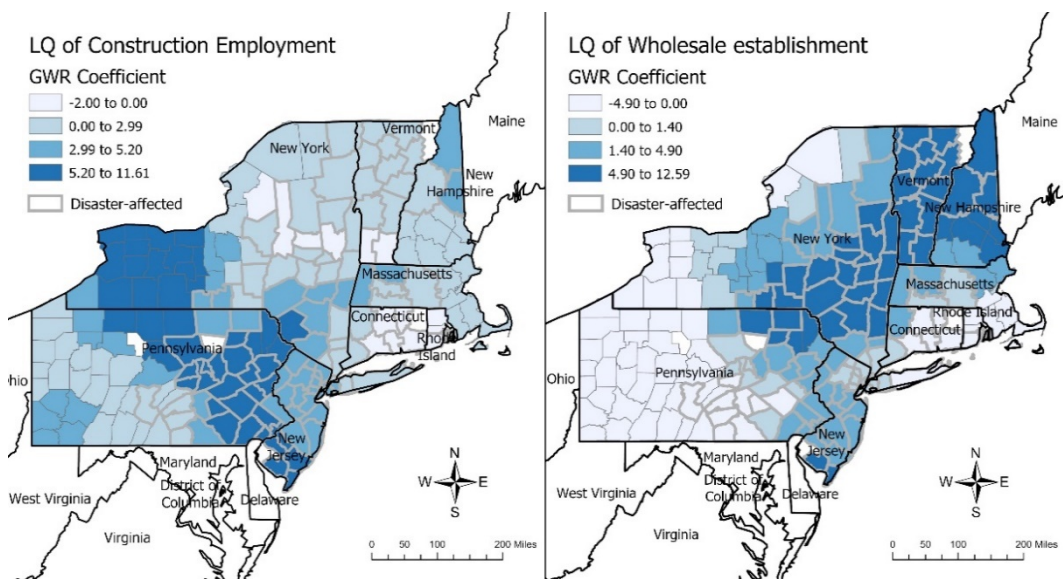 LQ of Construction Employment
GWR Coefficient
-2.00 to 0.00
0.00 to 2.99
2.99 to 5.20
5.20 to 11.61
Disaster-affected
Vermont
Maine
New York
New
Hampshire
Massachusetts
Connecticut
Rhode
Island
Pennsylvania
hio
New
Jersey
Maryland
District of
Columbia
Delaware
West Virginia
Virginia
N
W
E
S
0 50 100 200 Miles
LQ of Wholesale establishment
GWR Coefficient
-4.90 to 0.00
0.00 to 1.40
1.40 to 4.90
4.90 to 12.59
Disaster-affected
Maine
Vermont
New Hampshire
New York
Massachusetts
Rhode Island
Connecticut
Ohio
Pennsylvania
New
Jersey
Maryland
District of
Columbia
Delaware
West Virginia
Virginia
N
W
E
S
0 50 100 200 Miles